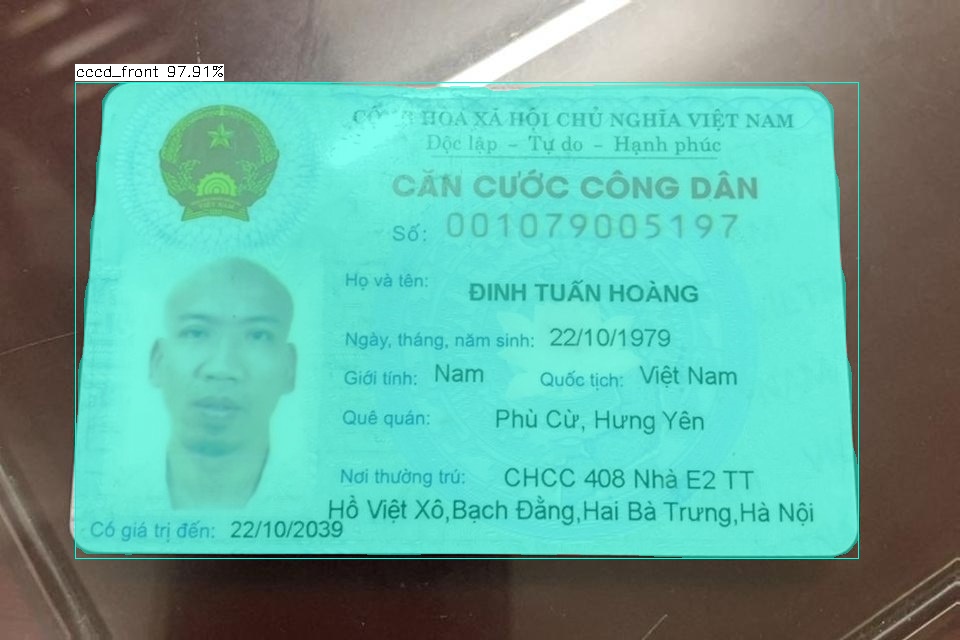 cccd_front 97.91%
CỘNG HOÀ XÃ HỘI CHỦ NGHĨA VIỆT NAM
Độc lập - Tự do - Hạnh phúc
CĂN CƯỚC CÔNG DÂN
Số: 001079005197
Họ và tên: ĐINH TUẤN HOÀNG
Ngày, tháng, năm sinh: 22/10/1979
Giới tính: Nam Quốc tịch: Việt Nam
Quê quán: Phù Cừ, Hưng Yên
Nơi thường trú: CHCC 408 Nhà E2 TT
Hồ Việt Xô,Bạch Đằng,Hai Bà Trưng,Hà Nội
Có giá trị đến: 22/10/2039